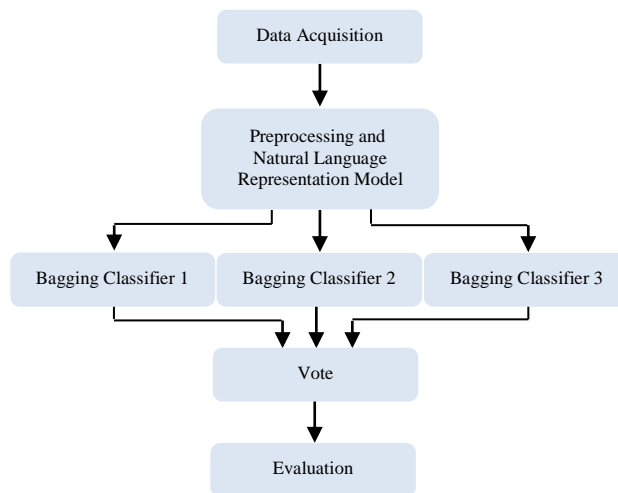 Data Acquisition
Preprocessing and
Natural Language
Representation Model
Bagging Classifier 1
Bagging Classifier 2
Bagging Classifier 3
Vote
Evaluation